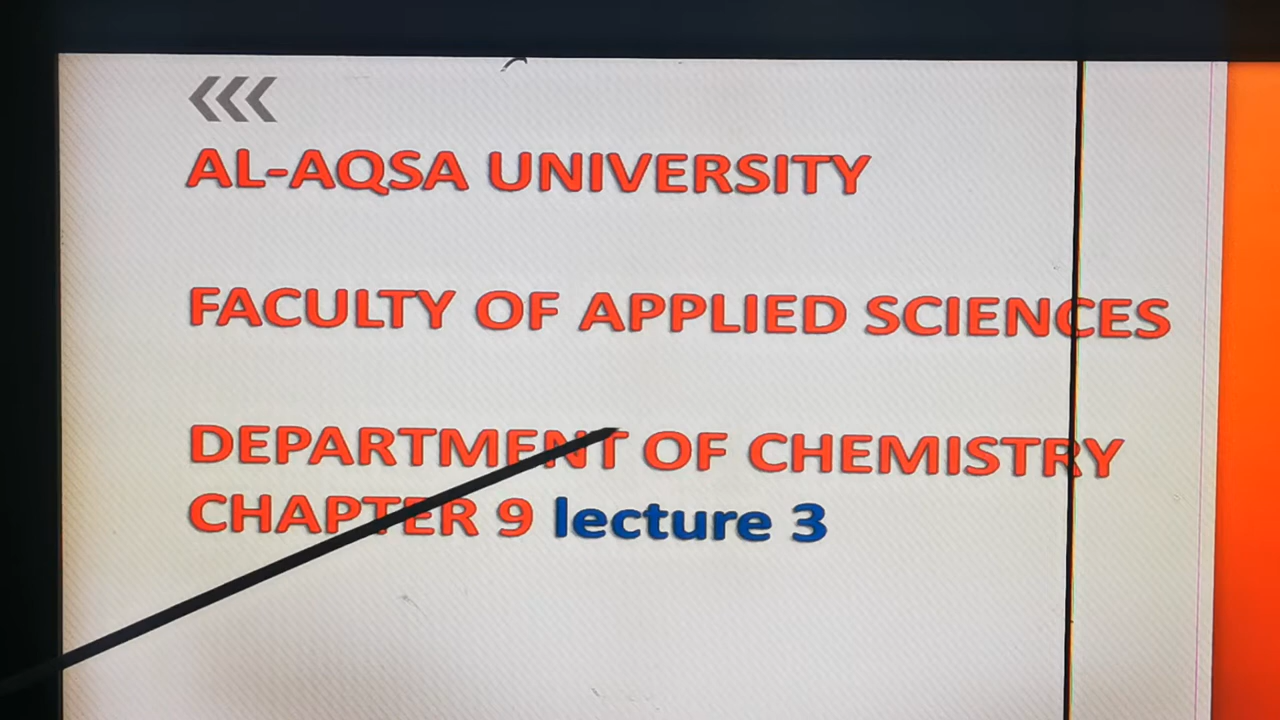 AL-AQSA UNIVERSITY
FACULTY OF APPLIED SCIENCES
DEPARTMENT OF CHEMISTRY
CHAPTER 9 lecture 3